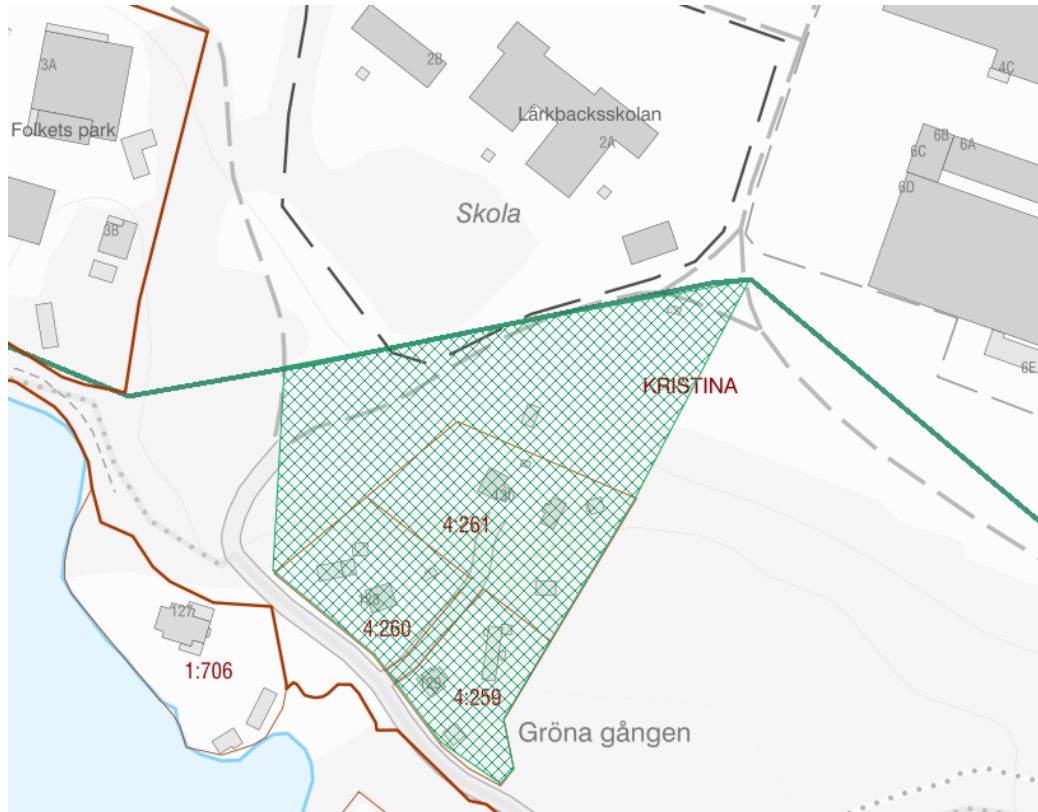 3A
2B
4C
Lärkbacksskolan
Folkets park
2A
6B
6A
6C
6D
Skola
3B
6E
KRISTINA
130
4:261
128
4:260
127
1:706
129
4:259
Gröna gången